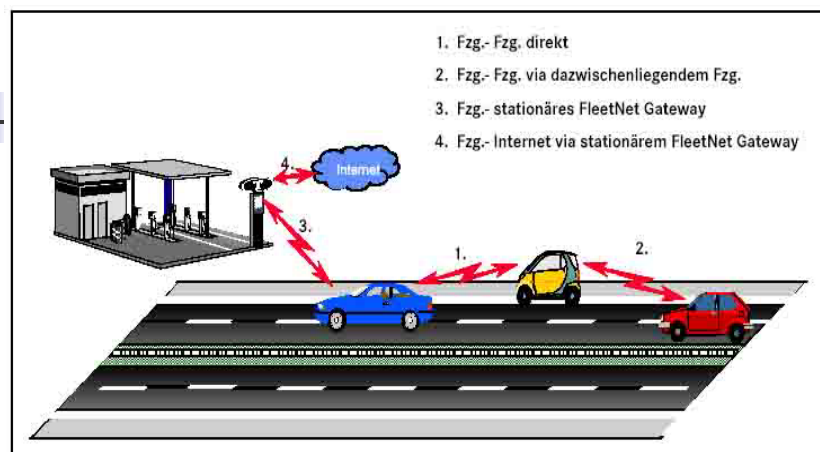 1. Fzg.- Fzg. direkt
2. Fzg.- Fzg. via dazwischenliegendem Fzg.
3. Fzg.- stationäres FleetNet Gateway
4. Fzg.- Internet via stationärem FleetNet Gateway
4.
Internet
3.
1.
2.